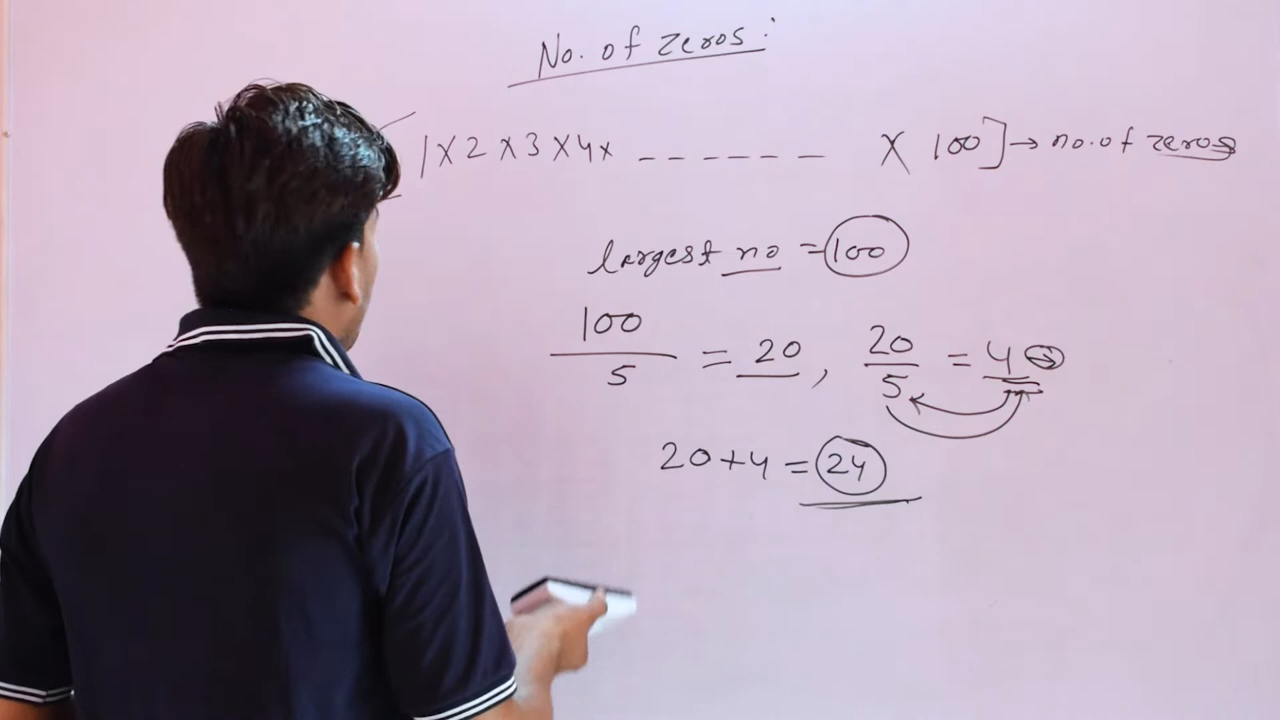 No. of zeros:
1×2×3×4× ------ × 100] → no. of zeros
largest no = 100
100/5 = 20, 20/5 = 4 →
20+4 = 24